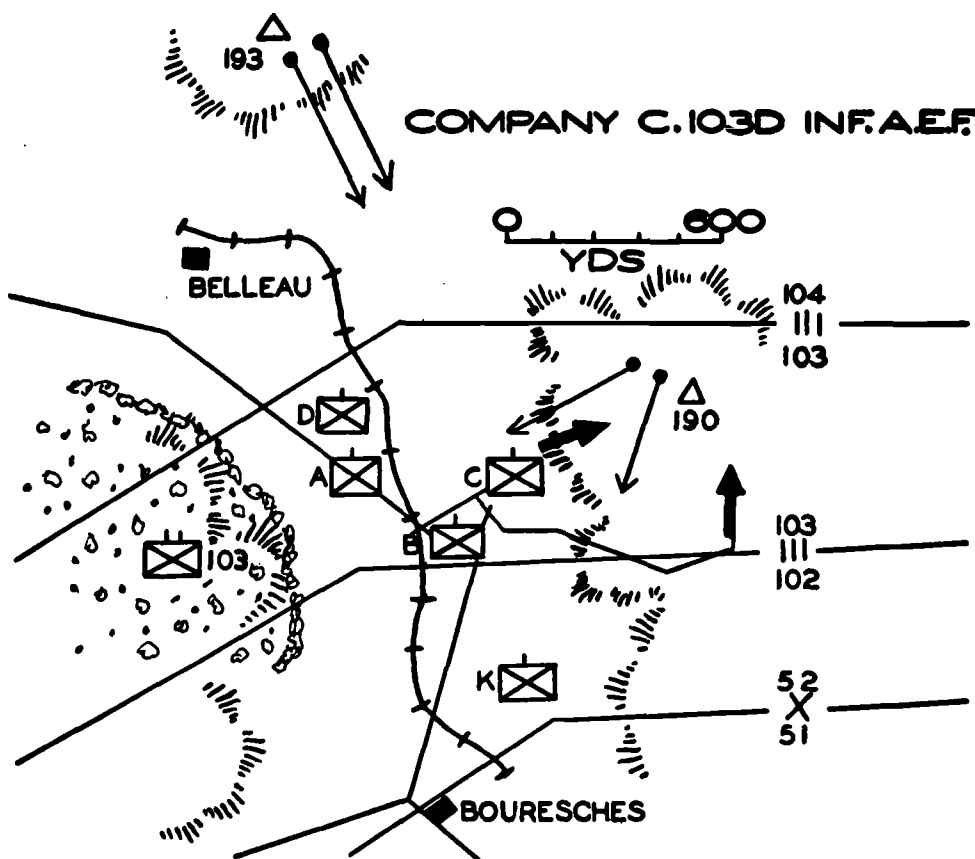 193
COMPANY C.103D INF.A.E.F.
0 600
YDS
BELLEAU
104
III
103
D
190
A
C
B
103
103
III
102
K
52
X
51
BOURESCHES